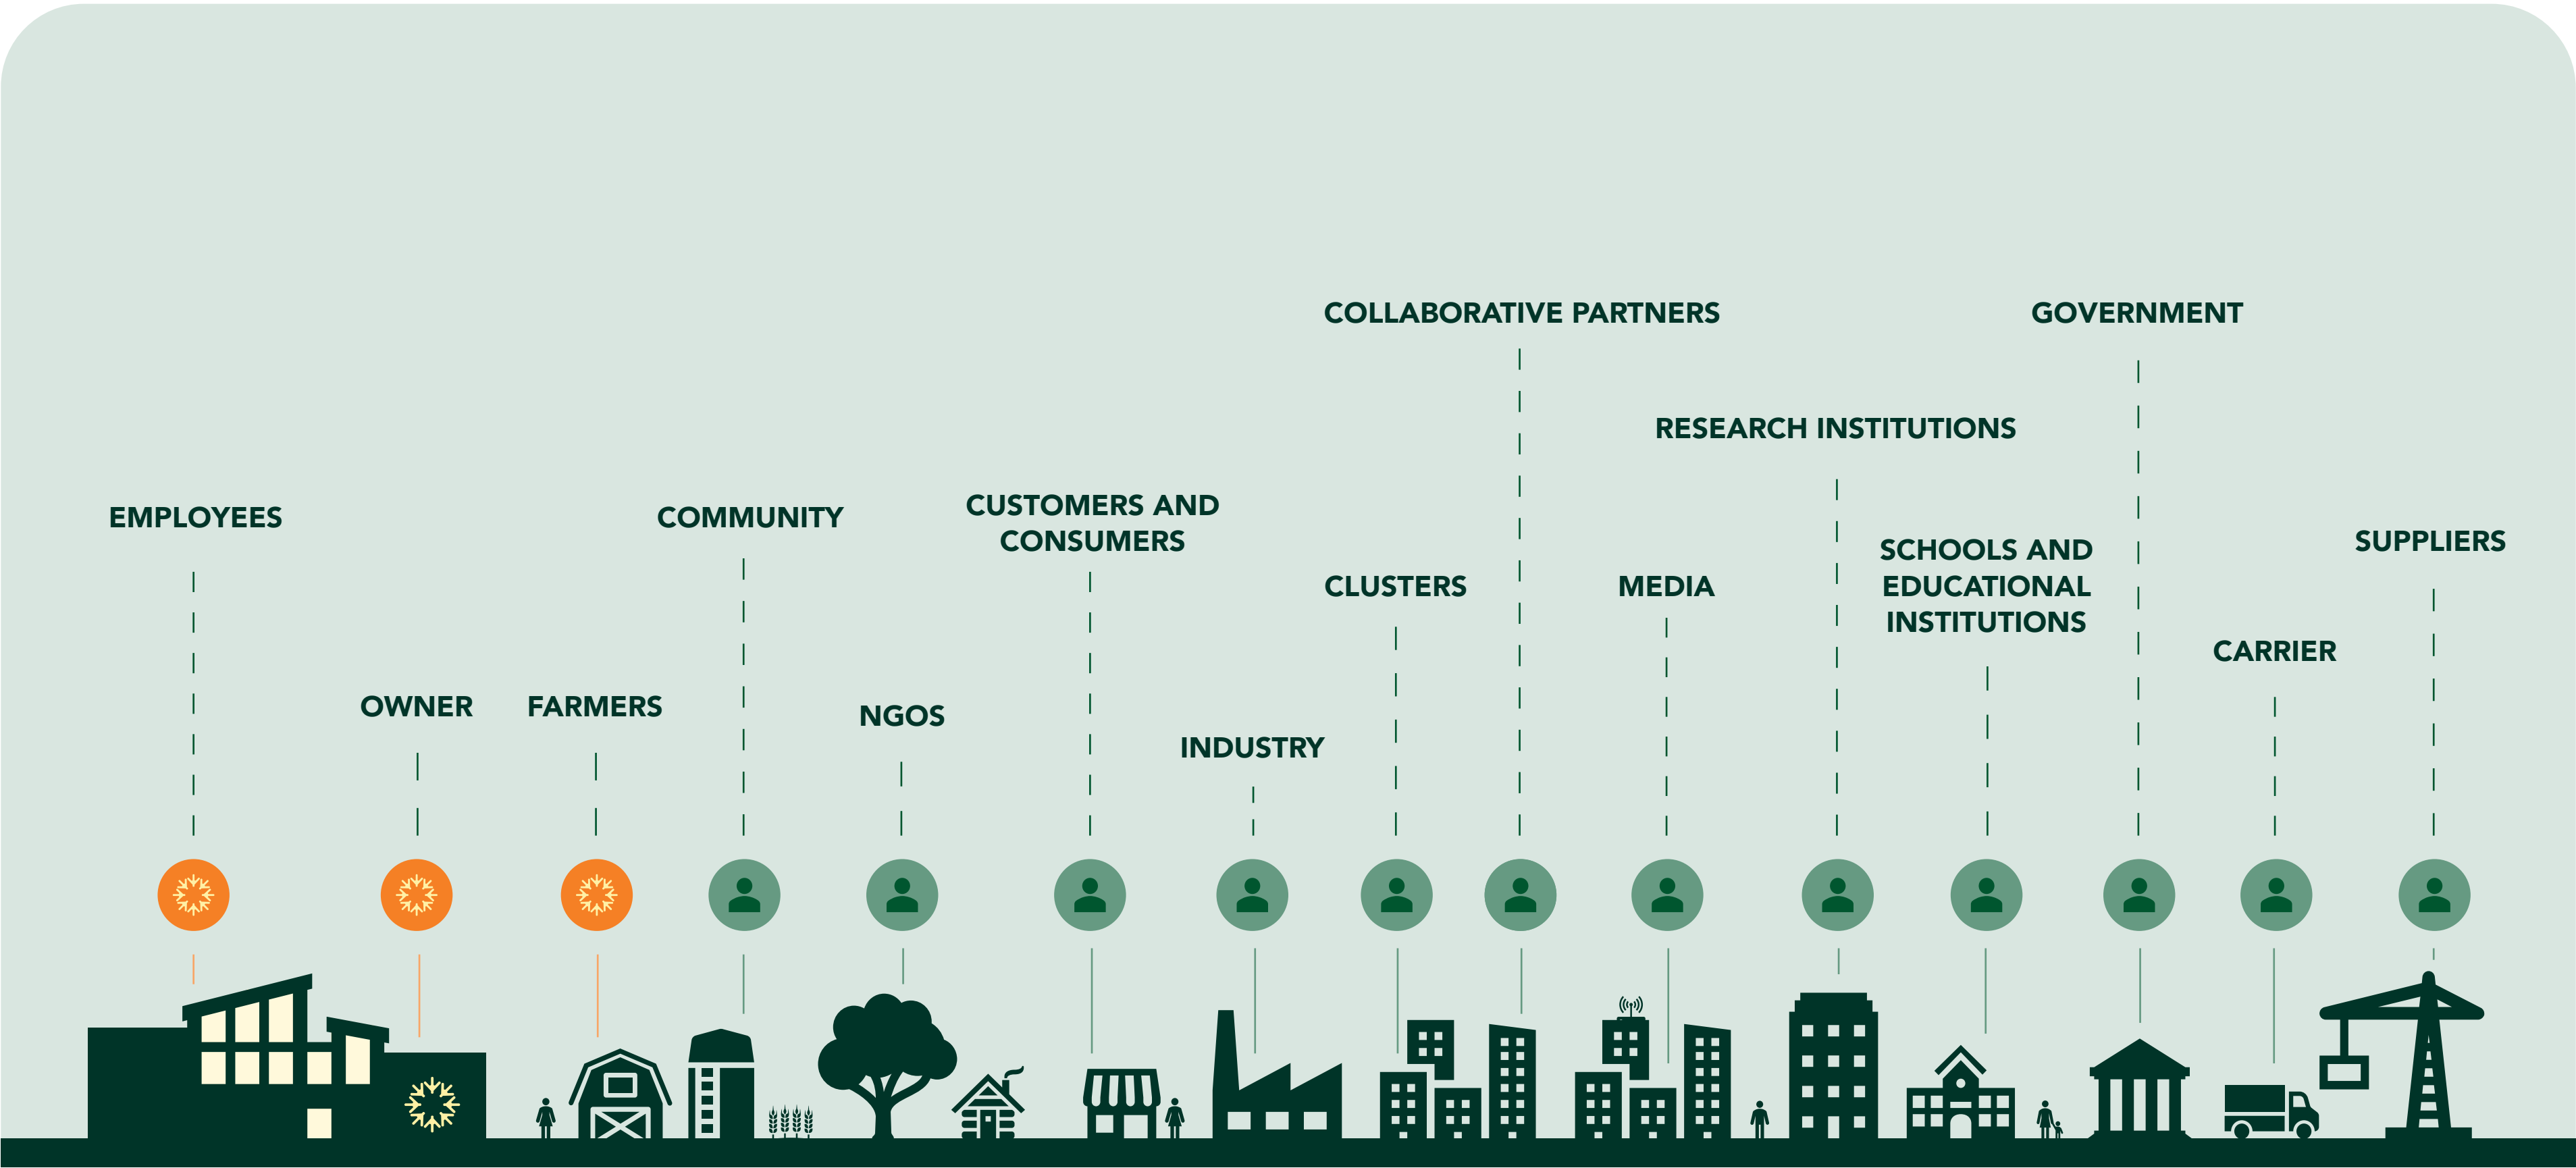 COLLABORATIVE PARTNERS
GOVERNMENT
RESEARCH INSTITUTIONS
EMPLOYEES
COMMUNITY
CUSTOMERS AND
CONSUMERS
SCHOOLS AND
EDUCATIONAL
INSTITUTIONS
SUPPLIERS
CLUSTERS
MEDIA
CARRIER
OWNER
FARMERS
NGOS
INDUSTRY